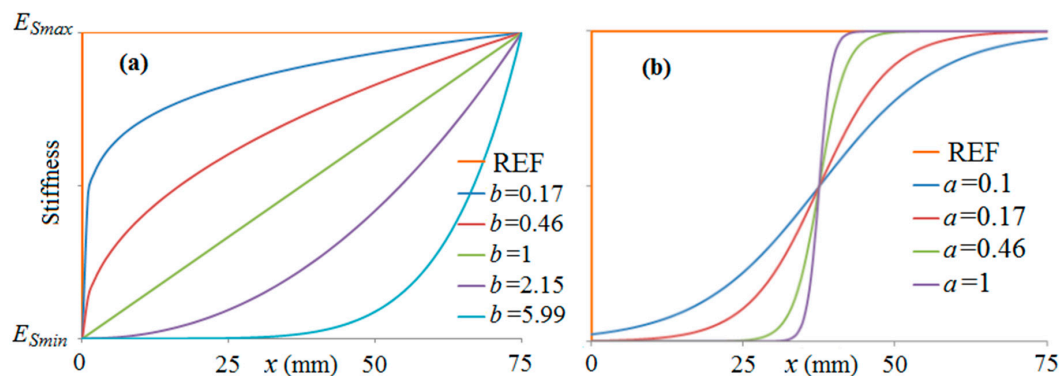 E_Smax
(a)
Stiffness
REF
b=0.17
b=0.46
b=1
b=2.15
b=5.99
E_Smin
0 25 50 75
x (mm)
(b)
REF
a=0.1
a=0.17
a=0.46
a=1
0 25 50 75
x (mm)